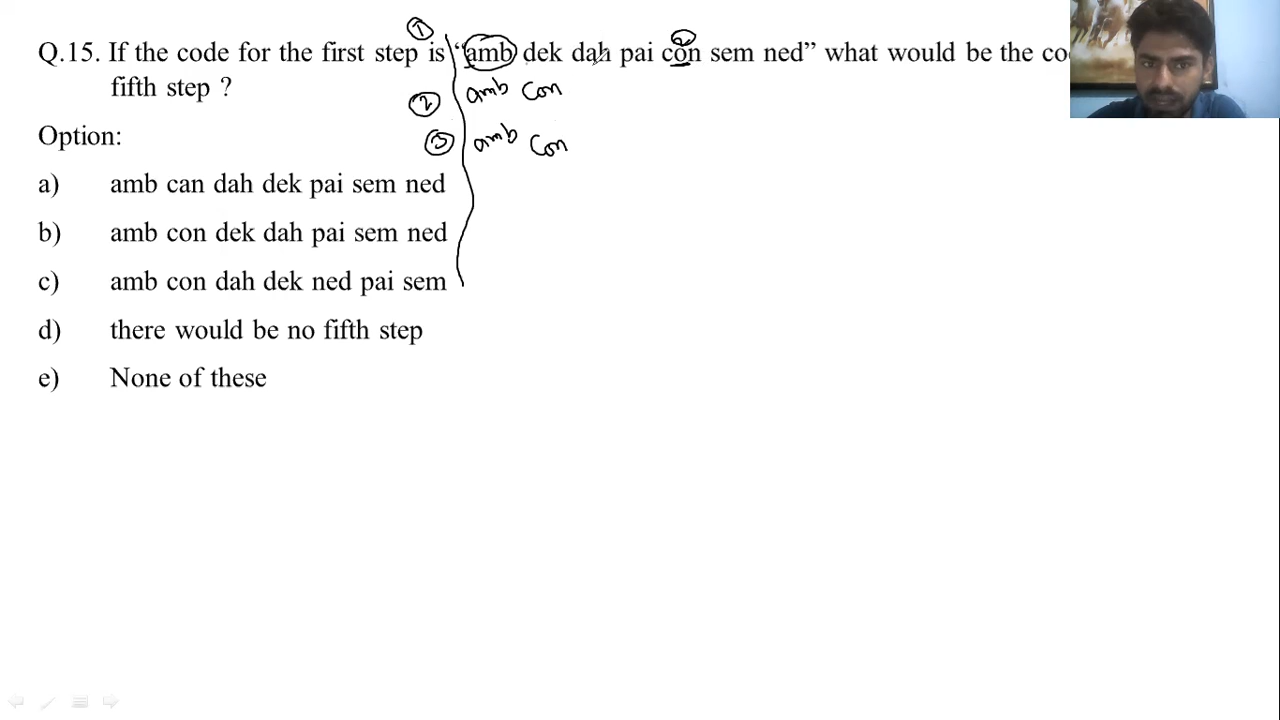 ①
Q.15. If the code for the first step is “amb dek dah pai con sem ned” what would be the co
② amb con
fifth step ?
③ amb con
Option:
a) amb can dah dek pai sem ned
b) amb con dek dah pai sem ned
c) amb con dah dek ned pai sem
d) there would be no fifth step
e) None of these